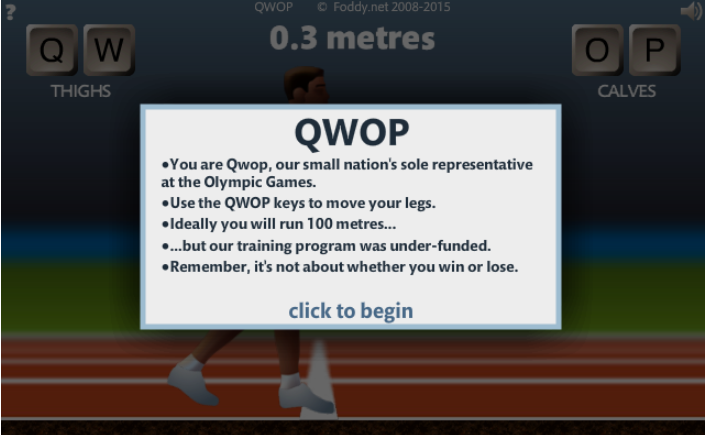 ?
QWOP © Foddy.net 2008-2015
0.3 metres
Q W
O P
THIGHS
CALVES
QWOP
●You are Qwop, our small nation's sole representative
at the Olympic Games.
●Use the QWOP keys to move your legs.
●Ideally you will run 100 metres...
●...but our training program was under-funded.
●Remember, it's not about whether you win or lose.
click to begin